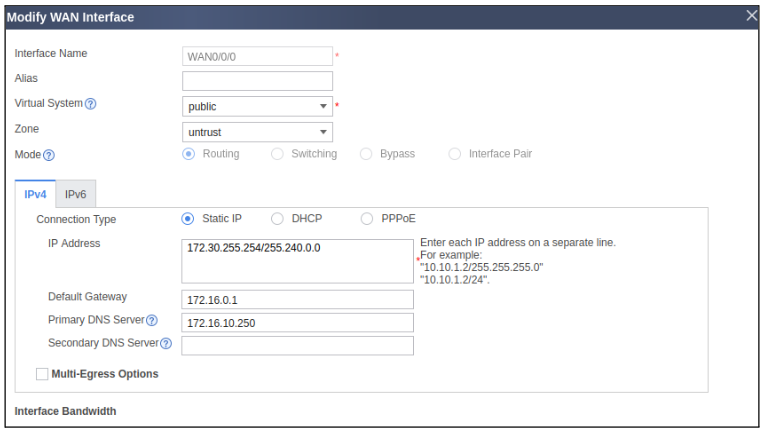 Modify WAN Interface
Interface Name WAN0/0/0 *
Alias
Virtual System ? public *
Zone untrust
Mode ? Routing Switching Bypass Interface Pair
IPv4 IPv6
Connection Type Static IP DHCP PPPoE
IP Address 172.30.255.254/255.240.0.0 * Enter each IP address on a separate line.
For example:
"10.10.1.2/255.255.255.0"
"10.10.1.2/24".
Default Gateway 172.16.0.1
Primary DNS Server ? 172.16.10.250
Secondary DNS Server ?
Multi-Egress Options
Interface Bandwidth